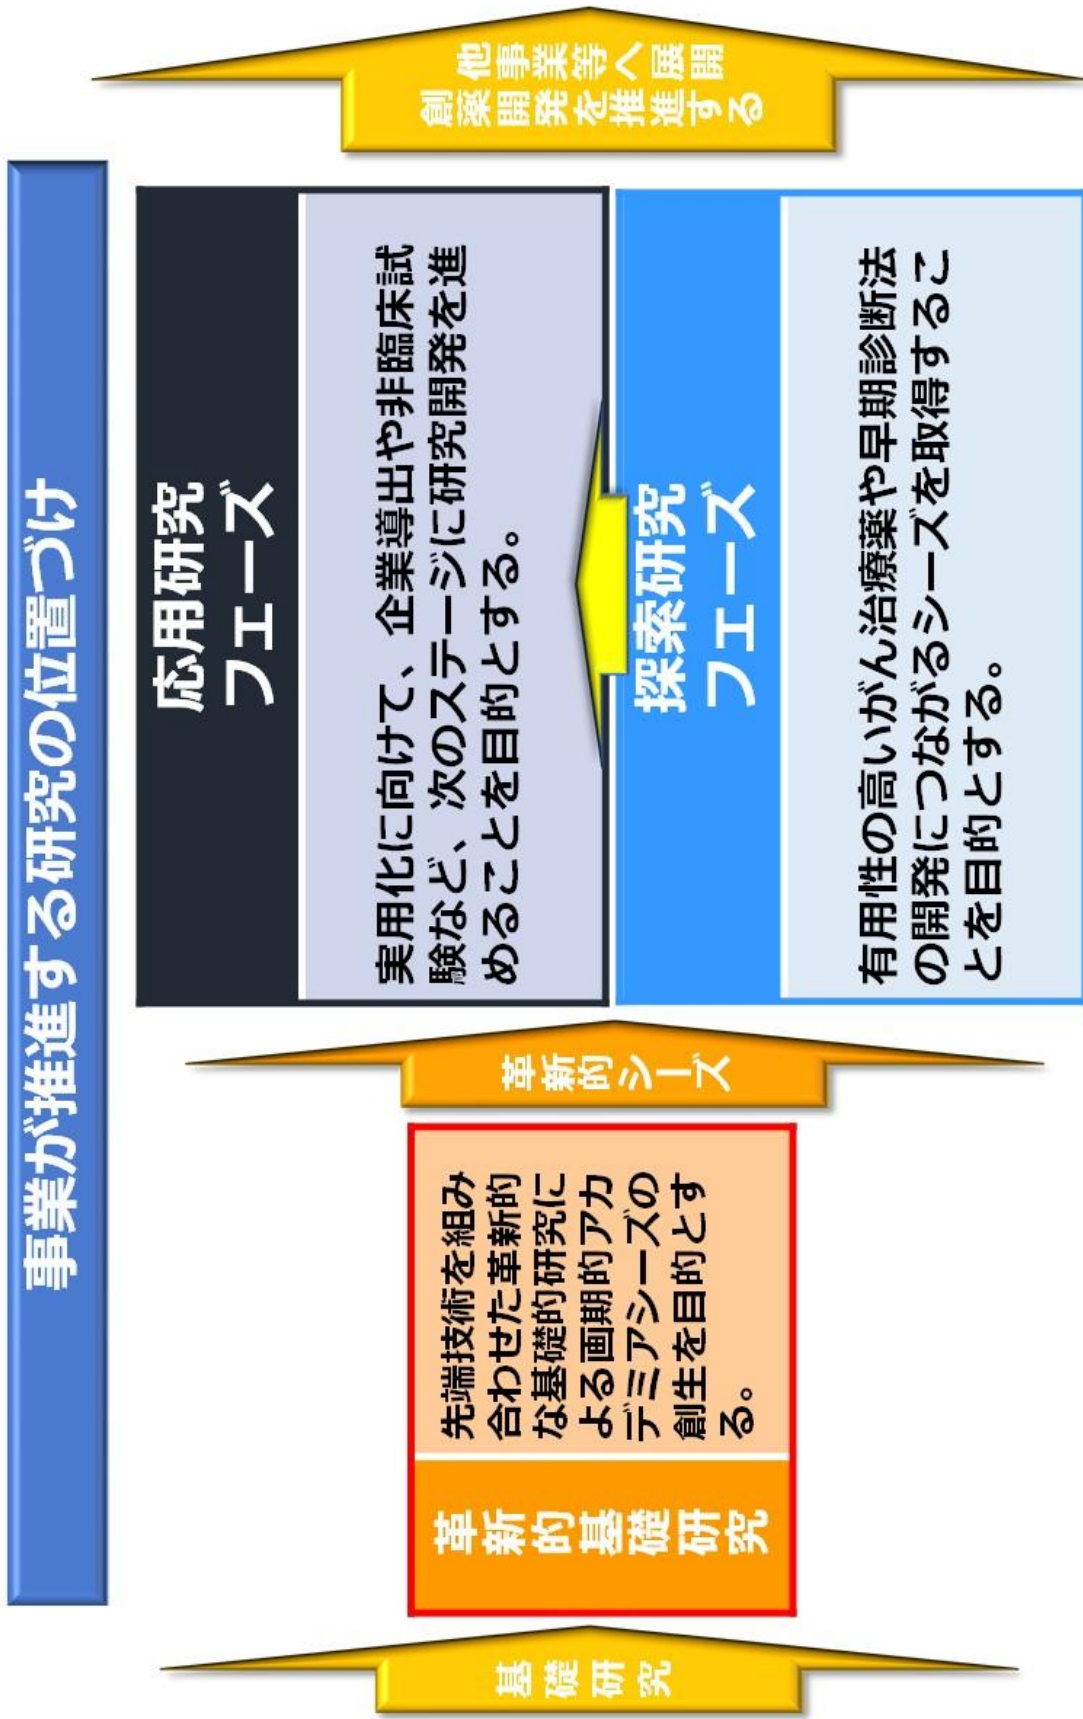 事業が推進する研究の位置づけ
基礎研究
革新的基礎研究
先端技術を組み
合わせた革新的
な基礎的研究に
よる画期的アカ
デミアシーズの
創生を目的とす
る。
革新的シーズ
応用研究
フェーズ
実用化に向けて、企業導出や非臨床試
験など、次のステージに研究開発を進
めることを目的とする。
探索研究
フェーズ
有用性の高いがん治療薬や早期診断法
の開発につながるシーズを取得するこ
とを目的とする。
他事業等へ展開
創薬開発を推進する